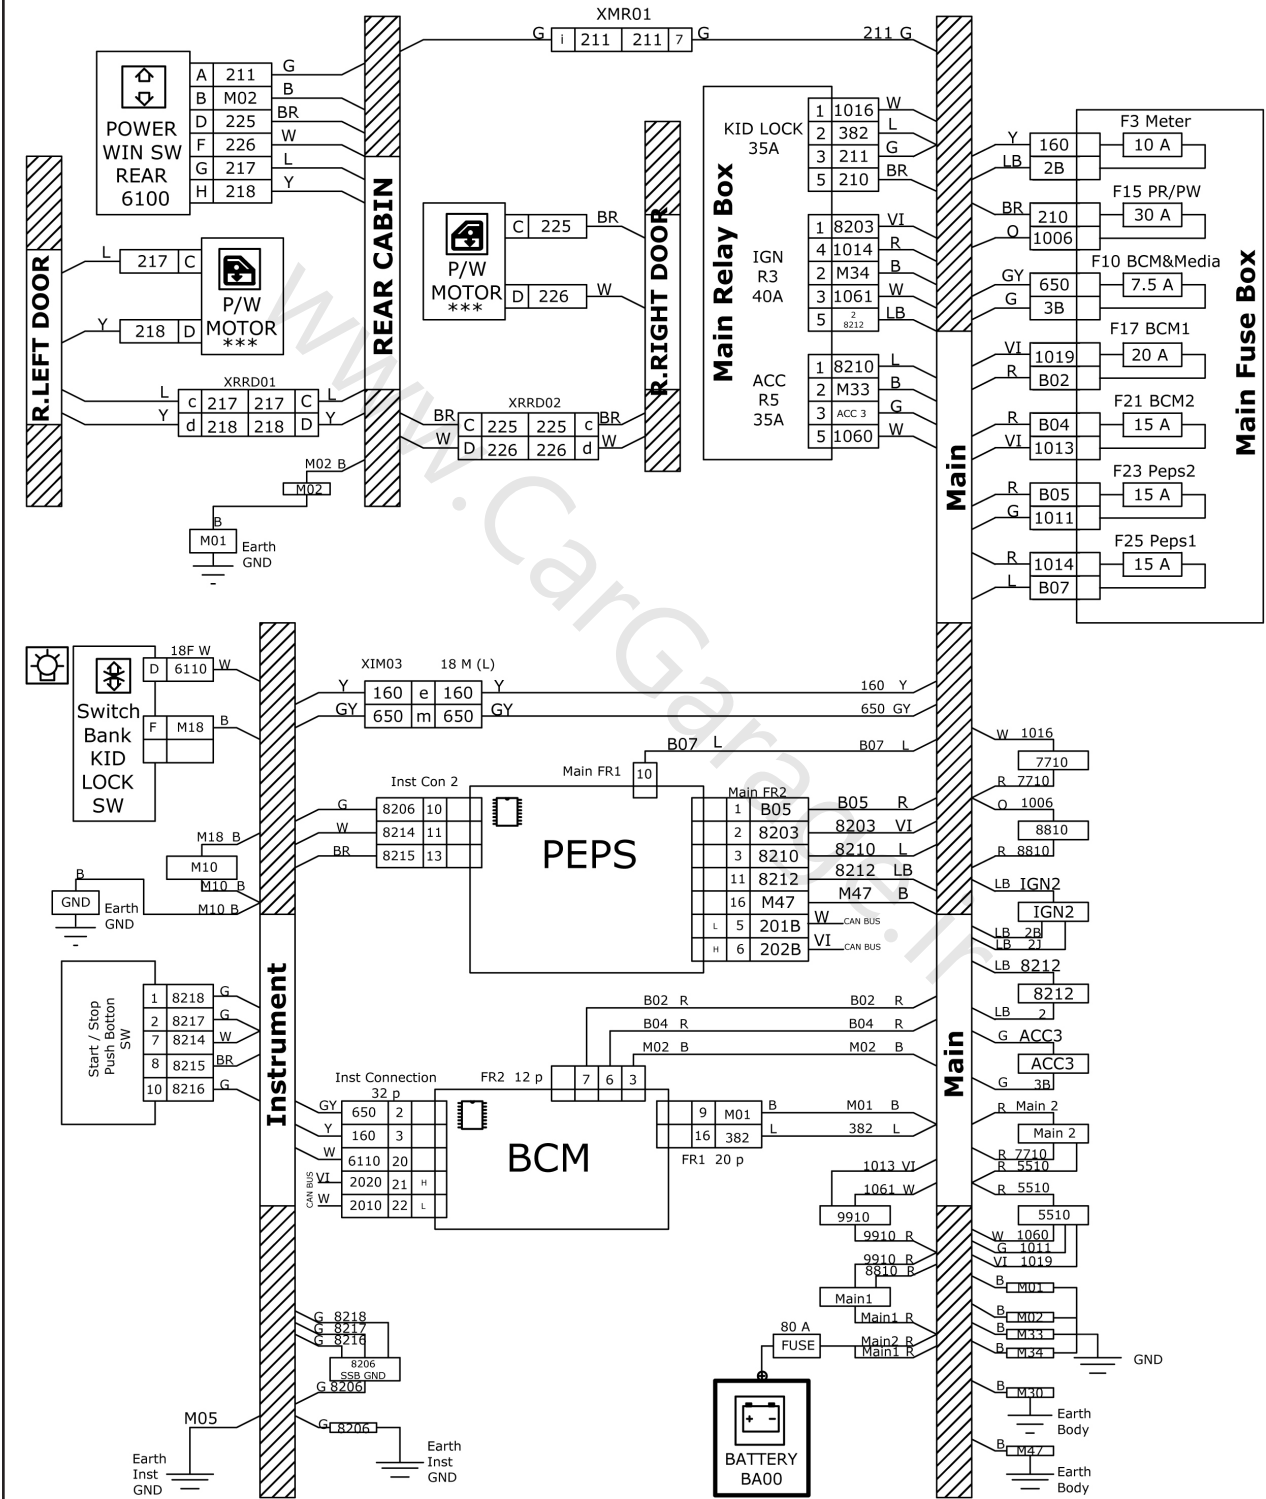 XMR01
G i 211 211 7 G
211 G
POWER
WIN SW
REAR
6100
A 211 G
B M02 B
D 225 BR
F 226 W
G 217 L
H 218 Y
R.LEFT DOOR
REAR CABIN
R.RIGHT DOOR
L 217 C
Y 218 D
P/W
MOTOR
***
C 225 BR
D 226 W
P/W
MOTOR
***
XRRD01
L c 217 217 C L
Y d 218 218 D Y
XRRD02
BR C 225 225 c BR
W D 226 226 d W
M02 B
M02
B
M01
Earth
GND
Main Relay Box
KID LOCK
35A
1 1016 W
2 382 L
3 211 G
5 210 BR
IGN
R3
40A
1 8203 VI
4 1014 R
2 M34 B
3 1061 W
5 2 8212 LB
ACC
R5
35A
1 8210 L
2 M33 B
3 ACC 3 G
5 1060 W
Main
Main Fuse Box
F3 Meter
Y 160 10 A
LB 2B
F15 PR/PW
BR 210 30 A
O 1006
F10 BCM&Media
GY 650 7.5 A
G 3B
F17 BCM1
VI 1019 20 A
R B02
F21 BCM2
R B04 15 A
VI 1013
F23 Peps2
R B05 15 A
G 1011
F25 Peps1
R 1014 15 A
L B07
www.CarGarage.ir
18F W
D 6110 W
F M18 B
Switch
Bank
KID
LOCK
SW
XIM03
18 M (L)
Y 160 e 160 Y
160 Y
GY 650 m 650 GY
650 GY
B07 L
B07 L
Main FR1
10
Inst Con 2
G 8206 10
W 8214 11
BR 8215 13
PEPS
Main FR2
1 B05 B05 R
2 8203 8203 VI
3 8210 8210 L
11 8212 8212 LB
16 M47 M47 B
L 5 201B W CAN BUS
H 6 202B VI CAN BUS
M18 B
M10
M10 B
B
GND
Earth
GND
M10 B
Start / Stop
Push Botton
SW
1 8218 G
2 8217 G
7 8214 W
8 8215 BR
10 8216 G
Instrument
B02 R
B02 R
B04 R
B04 R
M02 B
M02 B
FR2 12 p
7 6 3
Inst Connection
32 p
GY 650 2
Y 160 3
W 6110 20
VI 2020 21 H
W 2010 22 L
CAN BUS
BCM
9 M01 B
M01 B
16 382 L
382 L
FR1 20 p
Main
W 1016
7710
R 7710
O 1006
8810
R 8810
LB IGN2
IGN2
LB 2B
LB 2J
LB 8212
8212
LB 2
G ACC3
ACC3
G 3B
R Main 2
Main 2
R 7710
R 5510
R 5510
5510
W 1060
G 1011
VI 1019
B M01
B M02
B M33
B M34
GND
B M30
Earth
Body
B M47
Earth
Body
1013 VI
1061 W
9910
9910 R
9910 R
8810 R
Main1
Main1 R
80 A
FUSE
Main2 R
Main1 R
BATTERY
BA00
G 8218
G 8217
G 8216
8206
SSB GND
G 8206
M05
Earth
Inst
GND
G 8206
Earth
Inst
GND